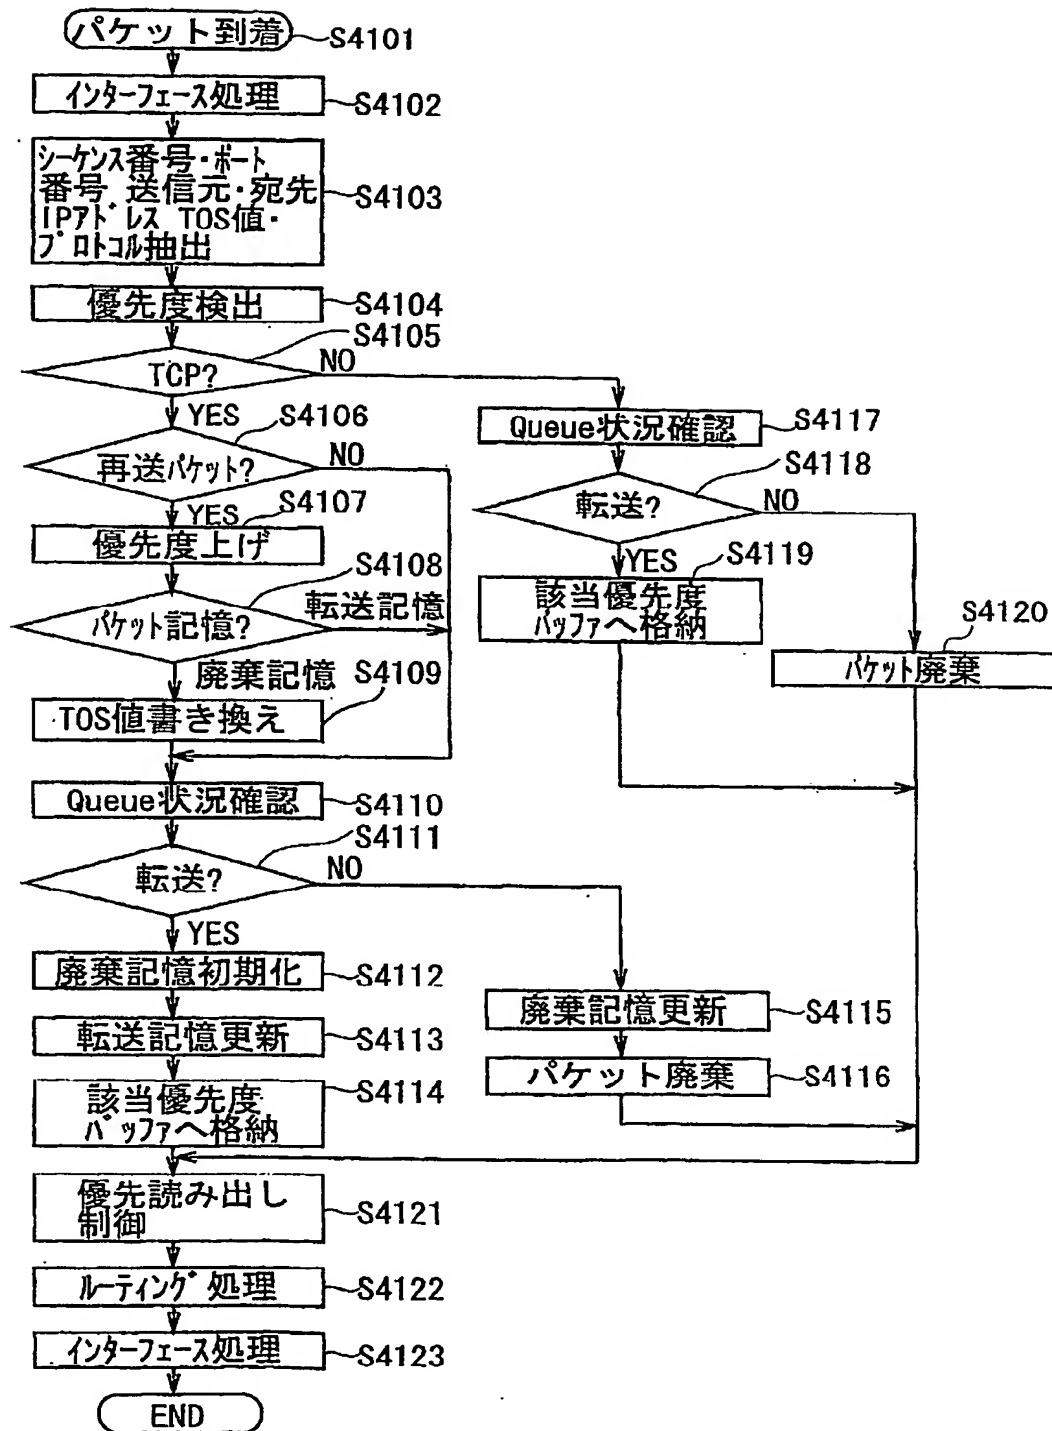 パケット到着
S4101
インターフェース処理
S4102
シーケンス番号・ポート
番号 送信元・宛先
IPアドレス TOS値・
プロトコル抽出
S4103
優先度検出
S4104
S4105
TCP?
NO
YES
S4106
再送パケット?
NO
YES
S4107
優先度上げ
S4108
パケット記憶?
転送記憶
廃棄記憶
S4109
TOS値書き換え
Queue状況確認
S4110
S4111
転送?
NO
YES
廃棄記憶初期化
S4112
転送記憶更新
S4113
該当優先度
バッファへ格納
S4114
廃棄記憶更新
S4115
パケット廃棄
S4116
Queue状況確認
S4117
S4118
転送?
NO
YES
S4119
該当優先度
バッファへ格納
S4120
パケット廃棄
優先読み出し
制御
S4121
ルーティング処理
S4122
インターフェース処理
S4123
END